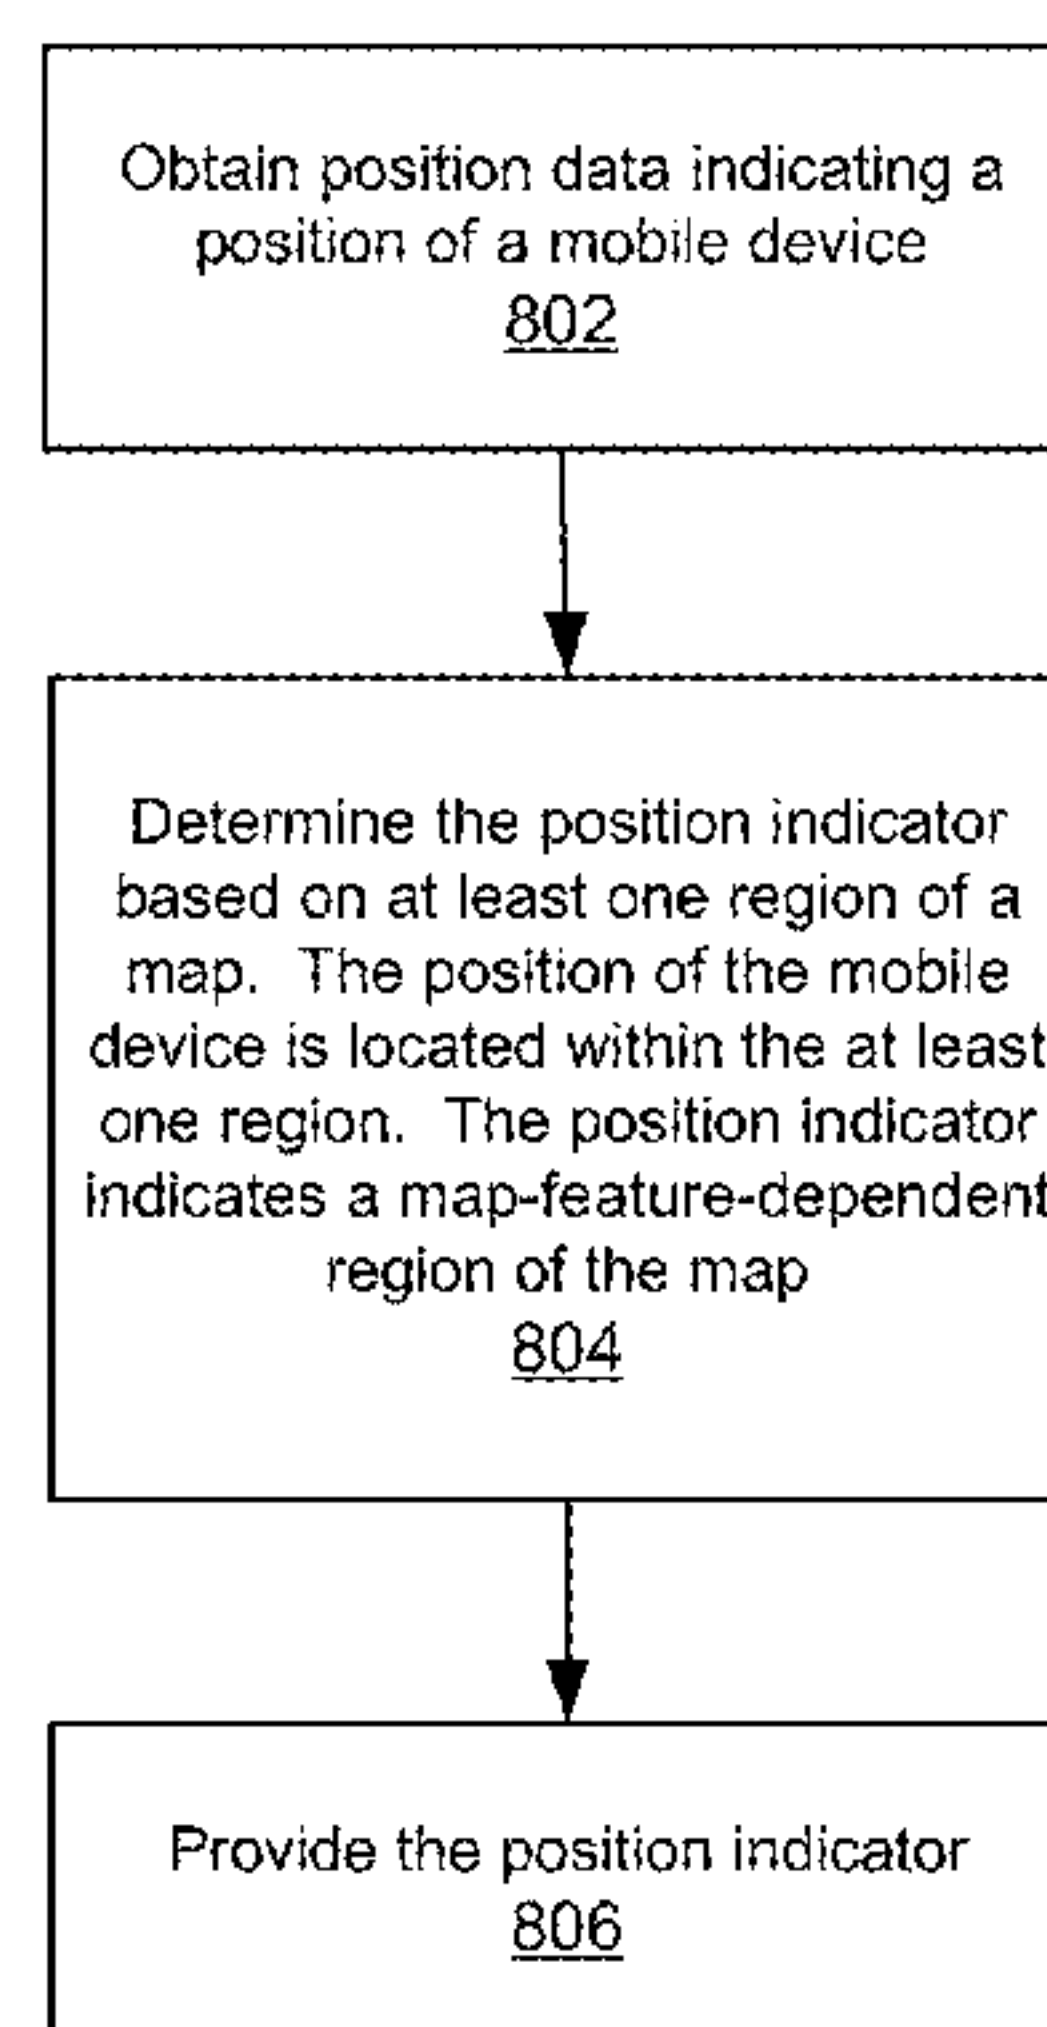 Obtain position data indicating a
position of a mobile device
802
Determine the position indicator
based on at least one region of a
map. The position of the mobile
device is located within the at least
one region. The position indicator
indicates a map-feature-dependent
region of the map
804
Provide the position indicator
806